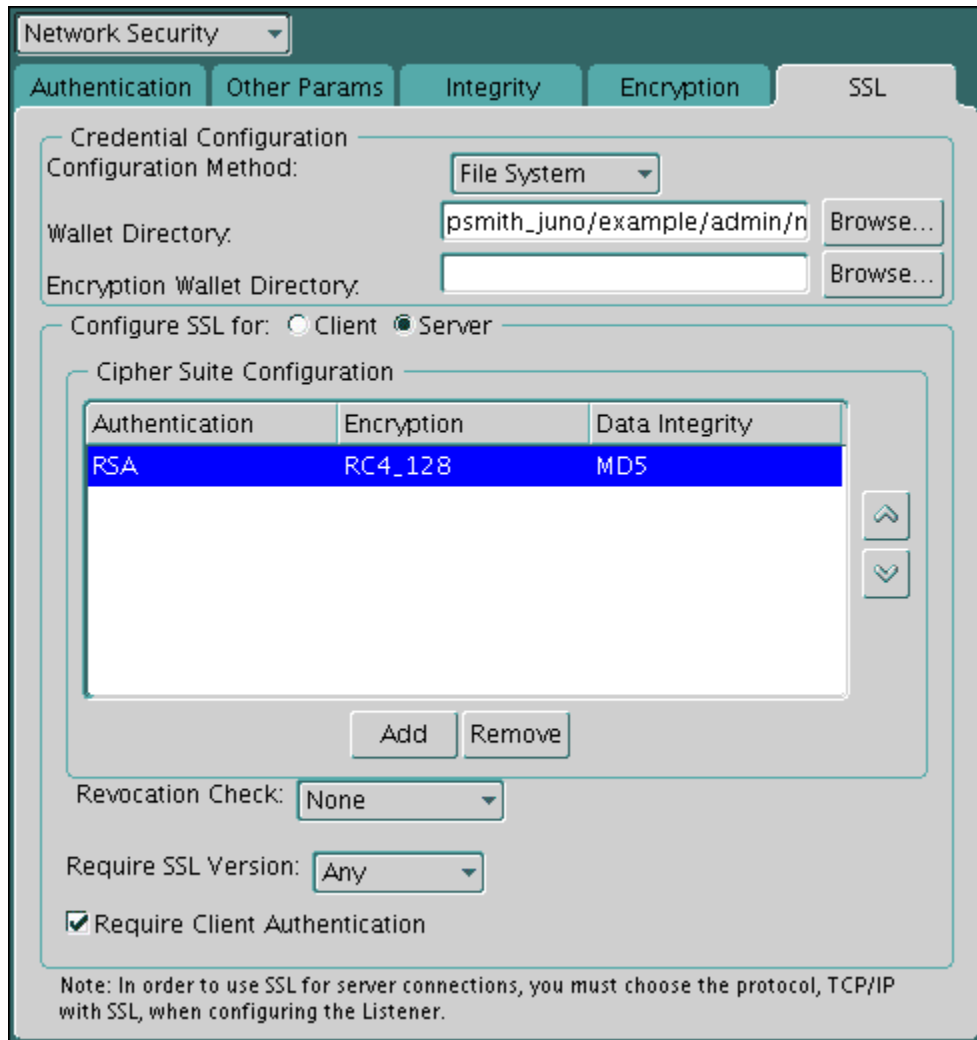 Network Security
Authentication Other Params Integrity Encryption SSL
Credential Configuration
Configuration Method: File System
Wallet Directory: psmith_juno/example/admin/n Browse...
Encryption Wallet Directory: Browse...
Configure SSL for: Client Server
Cipher Suite Configuration
Authentication Encryption Data Integrity
RSA RC4_128 MD5
Add Remove
Revocation Check: None
Require SSL Version: Any
Require Client Authentication
Note: In order to use SSL for server connections, you must choose the protocol, TCP/IP
with SSL, when configuring the Listener.